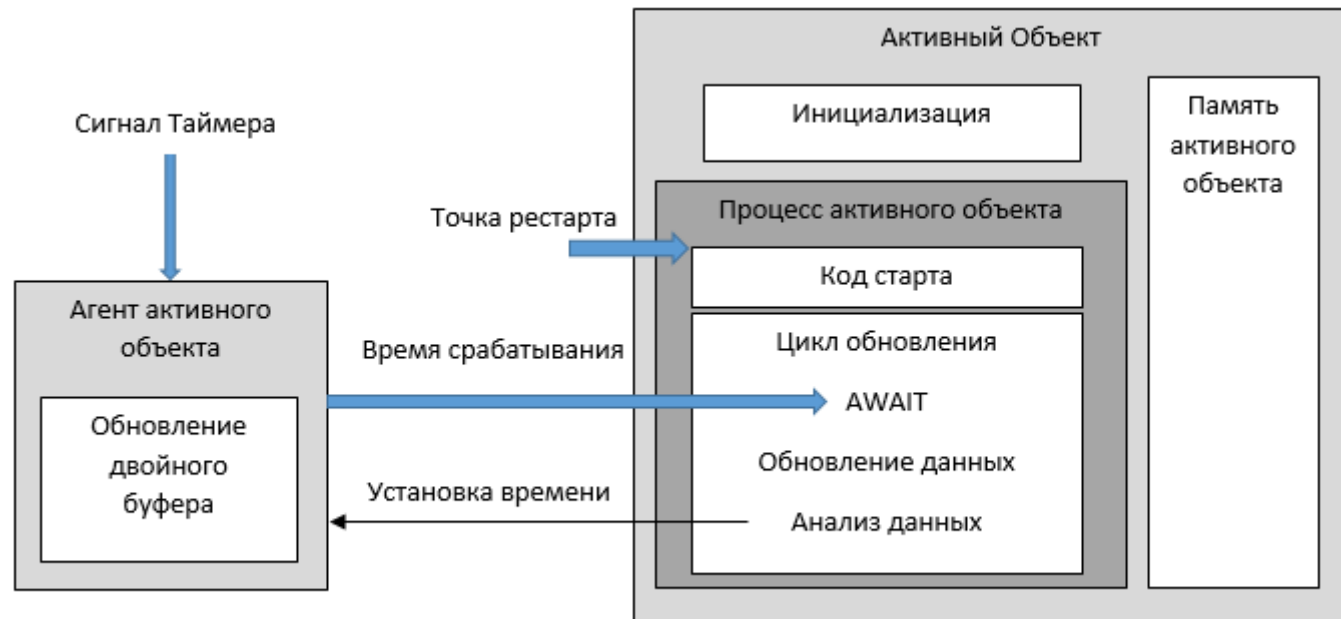 Активный Объект
Инициализация
Память
активного
объекта
Сигнал Таймера
Точка рестарта
Процесс активного объекта
Код старта
Агент активного
объекта
Время срабатывания
Цикл обновления
AWAIT
Обновление
двойного
буфера
Обновление данных
Установка времени
Анализ данных